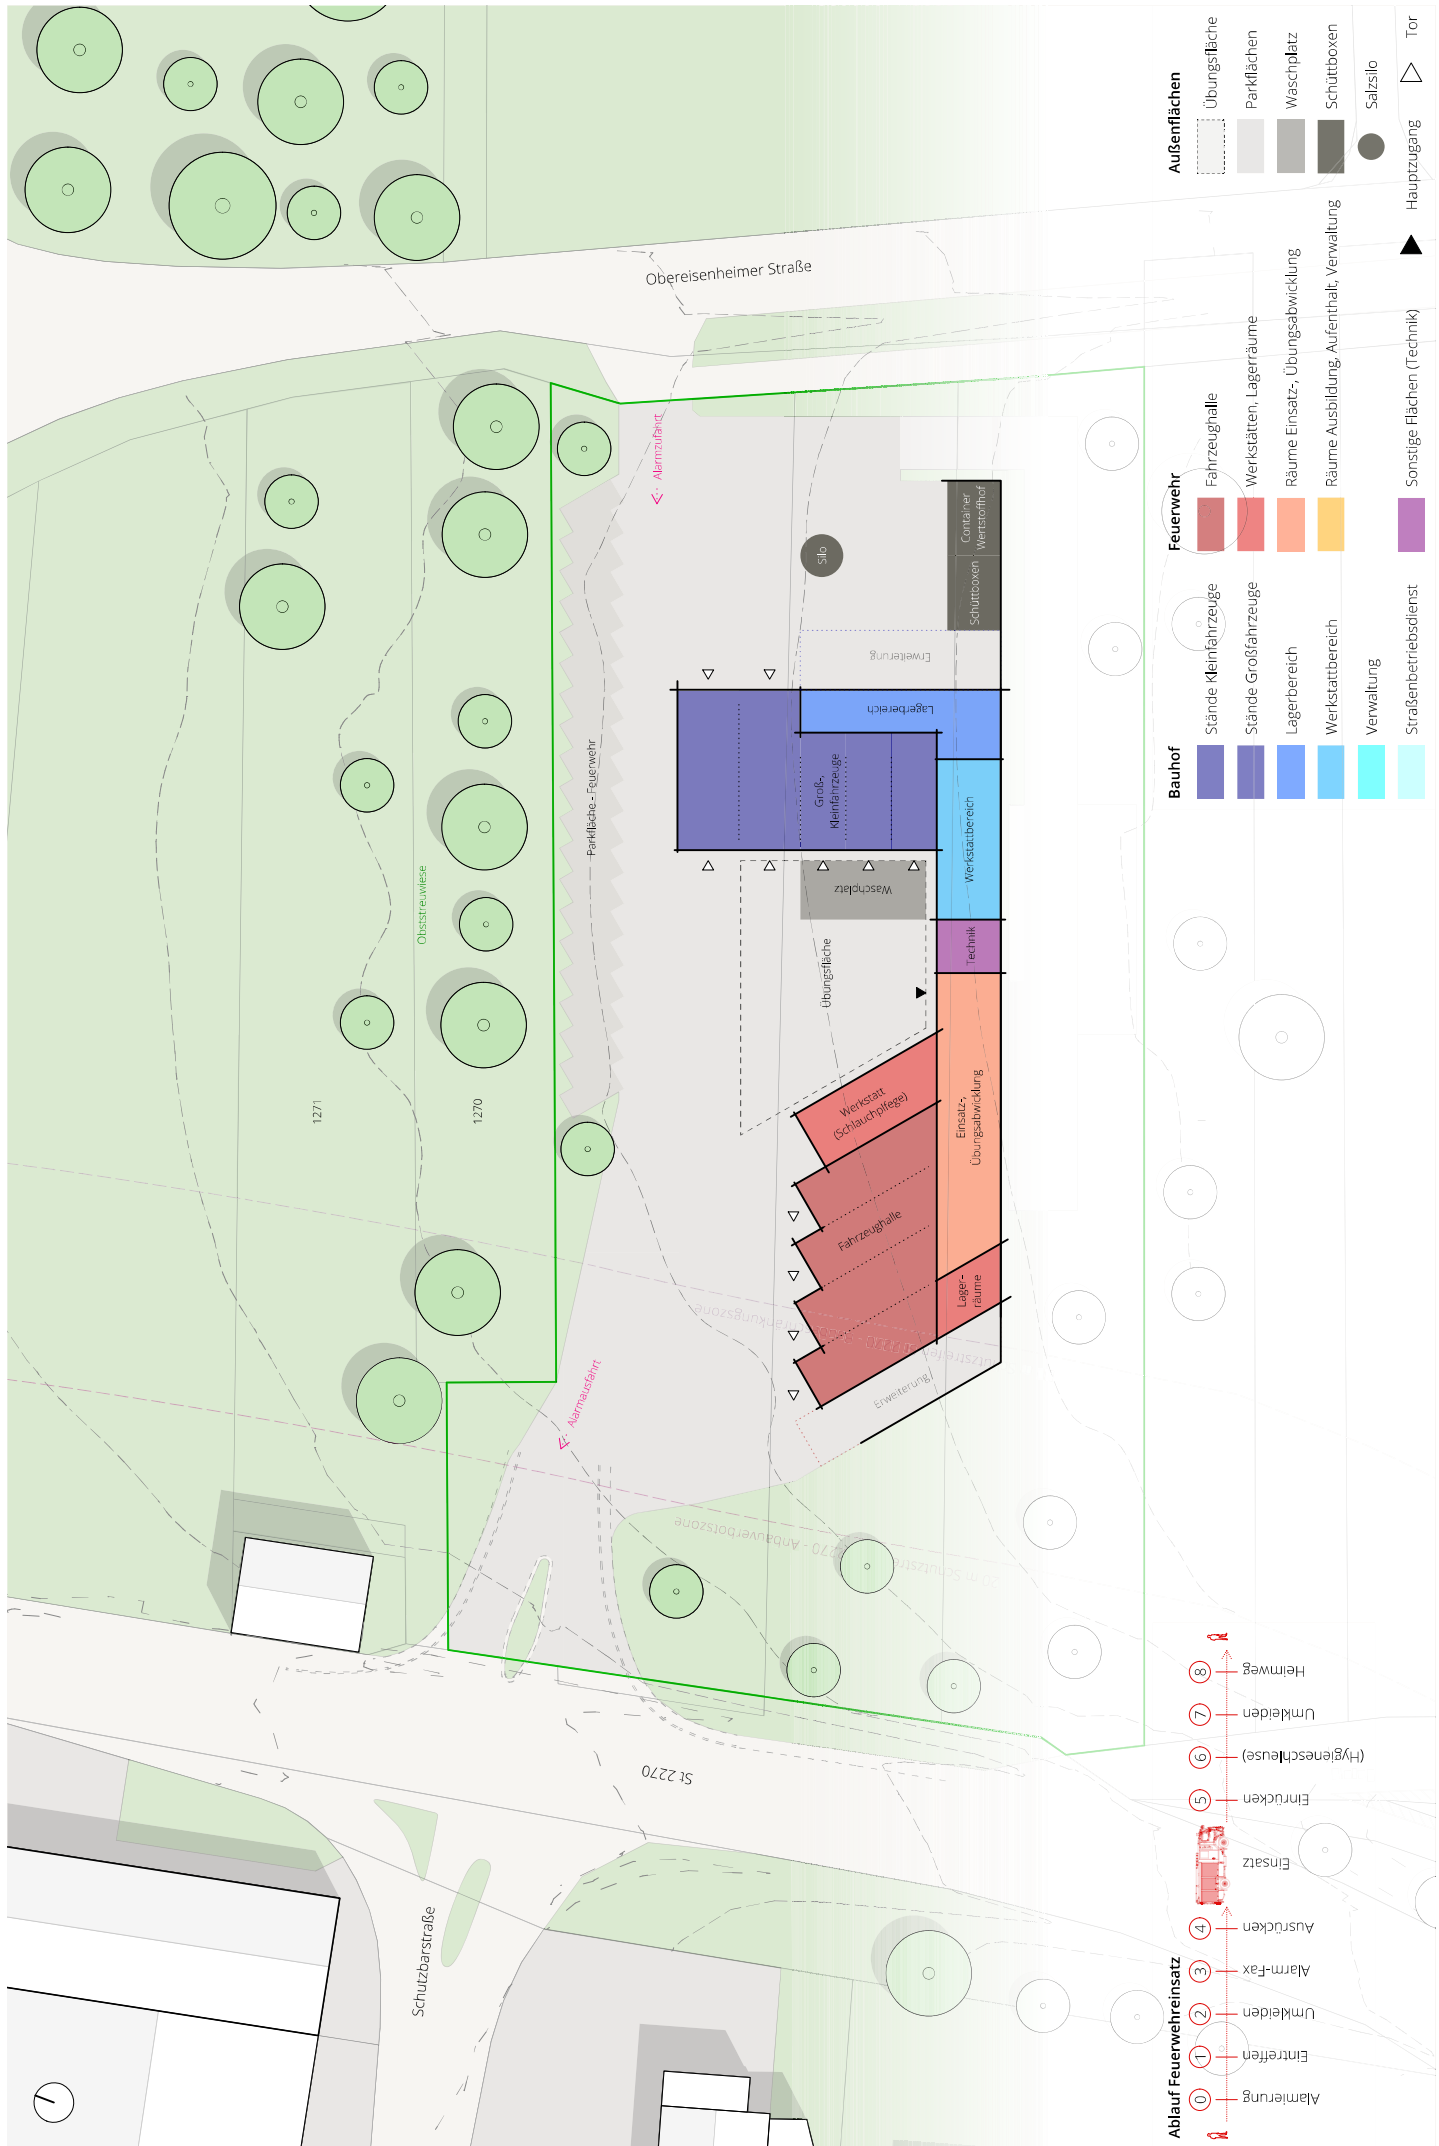 Obereisenheimer Straße
Alarmzufahrt
Silo
Container
Wertstoffhof
Schüttboxen
Erweiterung
Lagerbereich
Groß-,
Kleinfahrzeuge
Parkfläche - Feuerwehr
Werkstattbereich
Waschplatz
Technik
Übungsfläche
Obststreuwiese
1271
1270
Werkstatt
(Schlauchpflege)
Einsatz-,
Übungsabwicklung
Fahrzeughalle
Lager-
räume
Erweiterung
Alarmausfahrt
2270 - Anbauverbotszone
St 2270
Schutzbarstraße
Ablauf Feuerwehreinsatz
0 Alamierung
1 Eintreffen
2 Umkleiden
3 Alarm-Fax
4 Ausrücken
Einsatz
5 Einrücken
6 (Hygieneschleuse)
7 Umkleiden
8 Heimweg
Bauhof
Stände Kleinfahrzeuge
Stände Großfahrzeuge
Lagerbereich
Werkstattbereich
Verwaltung
Straßenbetriebsdienst
Feuerwehr
Fahrzeughalle
Werkstätten, Lagerräume
Räume Einsatz-, Übungsabwicklung
Räume Ausbildung, Aufenthalt, Verwaltung
Sonstige Flächen (Technik)
Außenflächen
Übungsfläche
Parkflächen
Waschplatz
Schüttboxen
Salzsilo
Hauptzugang
Tor